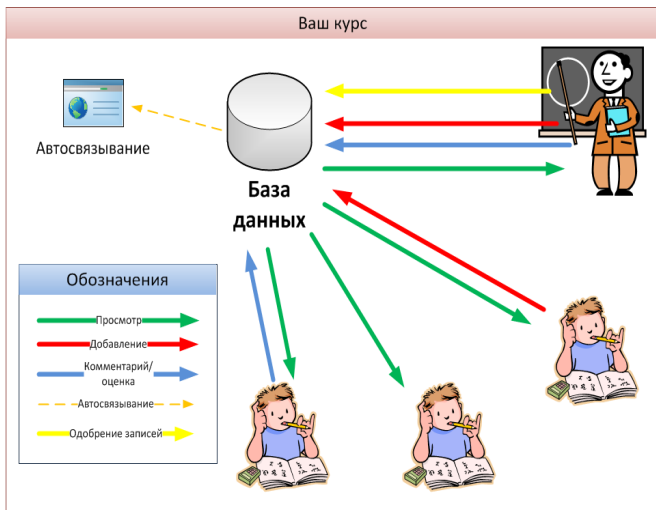 Ваш курс
Автосвязывание
База
данных
Обозначения
Просмотр
Добавление
Комментарий/
оценка
Автосвязывание
Одобрение записей